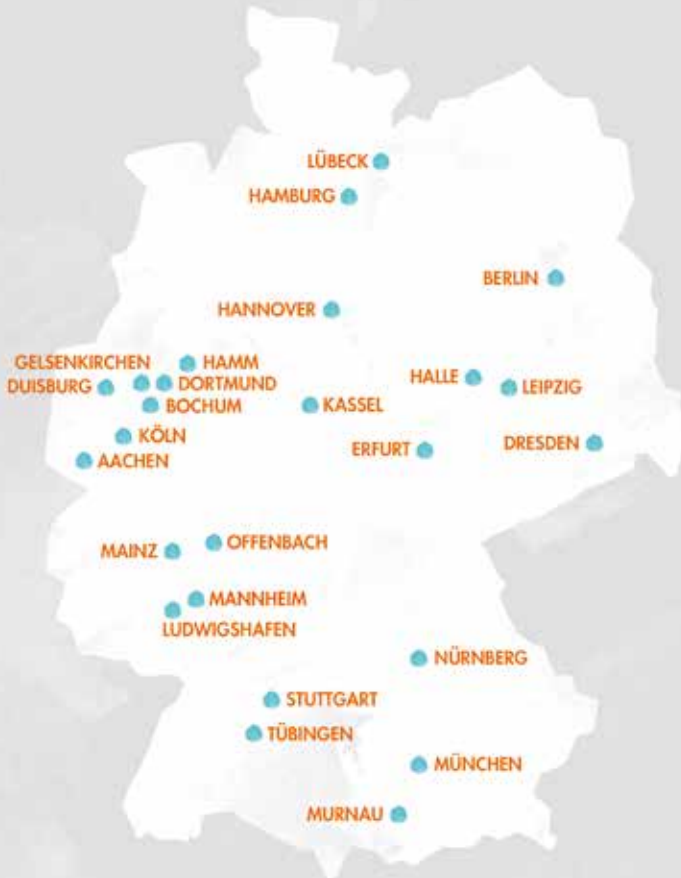 LÜBECK
HAMBURG
BERLIN
HANNOVER
GELSENKIRCHEN
HAMM
DUISBURG
DORTMUND
BOCHUM
KASSEL
HALLE
LEIPZIG
KÖLN
ERFURT
DRESDEN
AACHEN
MAINZ
OFFENBACH
MANNHEIM
LUDWIGSHAFEN
NÜRNBERG
STUTTGART
TÜBINGEN
MÜNCHEN
MURNAU